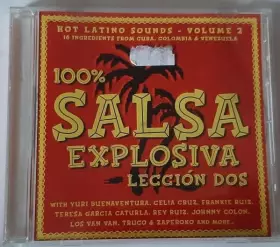 HOT LATINO SOUNDS - VOLUME 2
16 INGREDIENTS FROM CUBA, COLOMBIA & VENEZUELA
100%
SALSA
EXPLOSIVA
LECCIÓN DOS
WITH YURI BUENAVENTURA, CELIA CRUZ, FRANKIE RUIZ,
TERESA GARCIA CATURLA, REY RUIZ, JOHNNY COLON,
LOS VAN VAN, TRUCO & ZAPEROKO AND MORE...